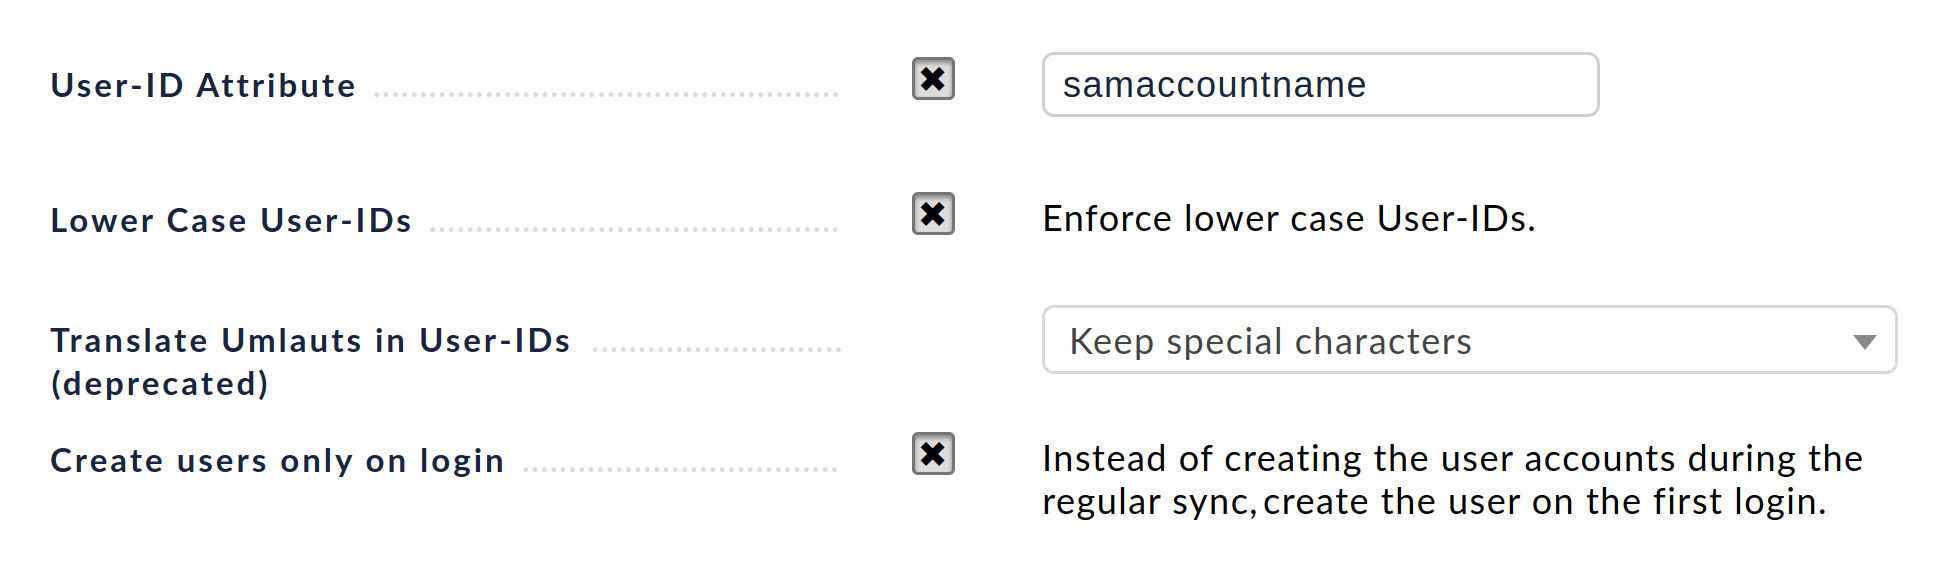 User-ID Attribute
samaccountname
Lower Case User-IDs
Enforce lower case User-IDs.
Translate Umlauts in User-IDs
(deprecated)
Keep special characters
Create users only on login
Instead of creating the user accounts during the
regular sync, create the user on the first login.